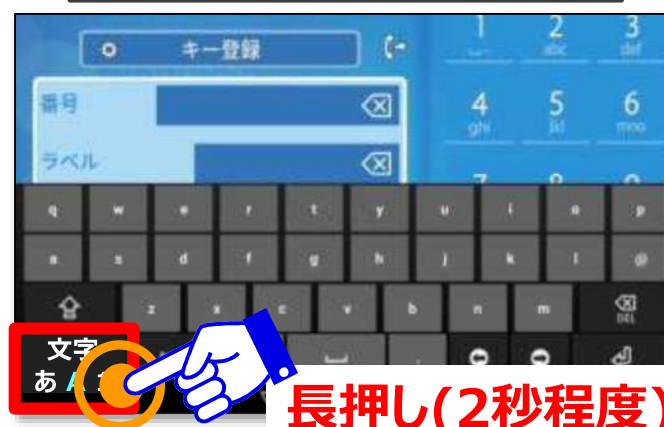 キー登録
番号
ラベル
1
2 abc
3 def
4 ghi
5 jkl
6 mno
q w e r t y u i o p
a s d f g h j k l @
z x c v b n m DEL
文字
あ A
長押し(2秒程度)